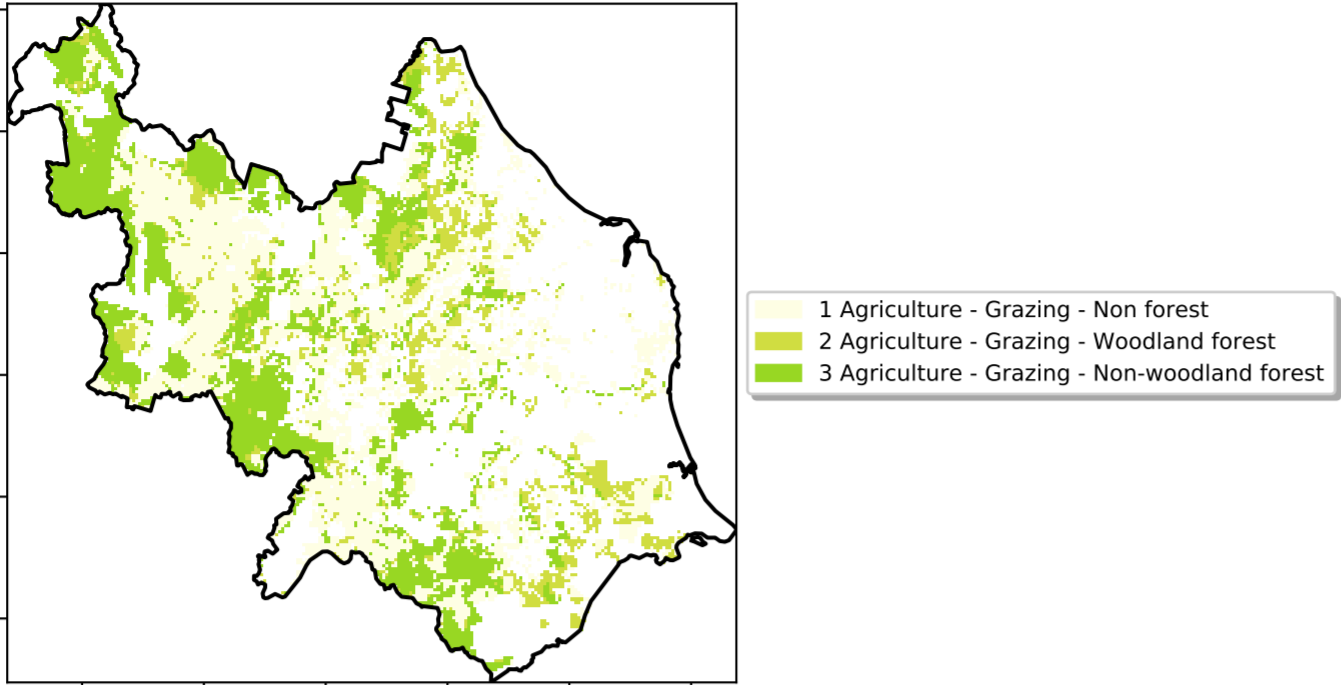 1 Agriculture - Grazing - Non forest
2 Agriculture - Grazing - Woodland forest
3 Agriculture - Grazing - Non-woodland forest